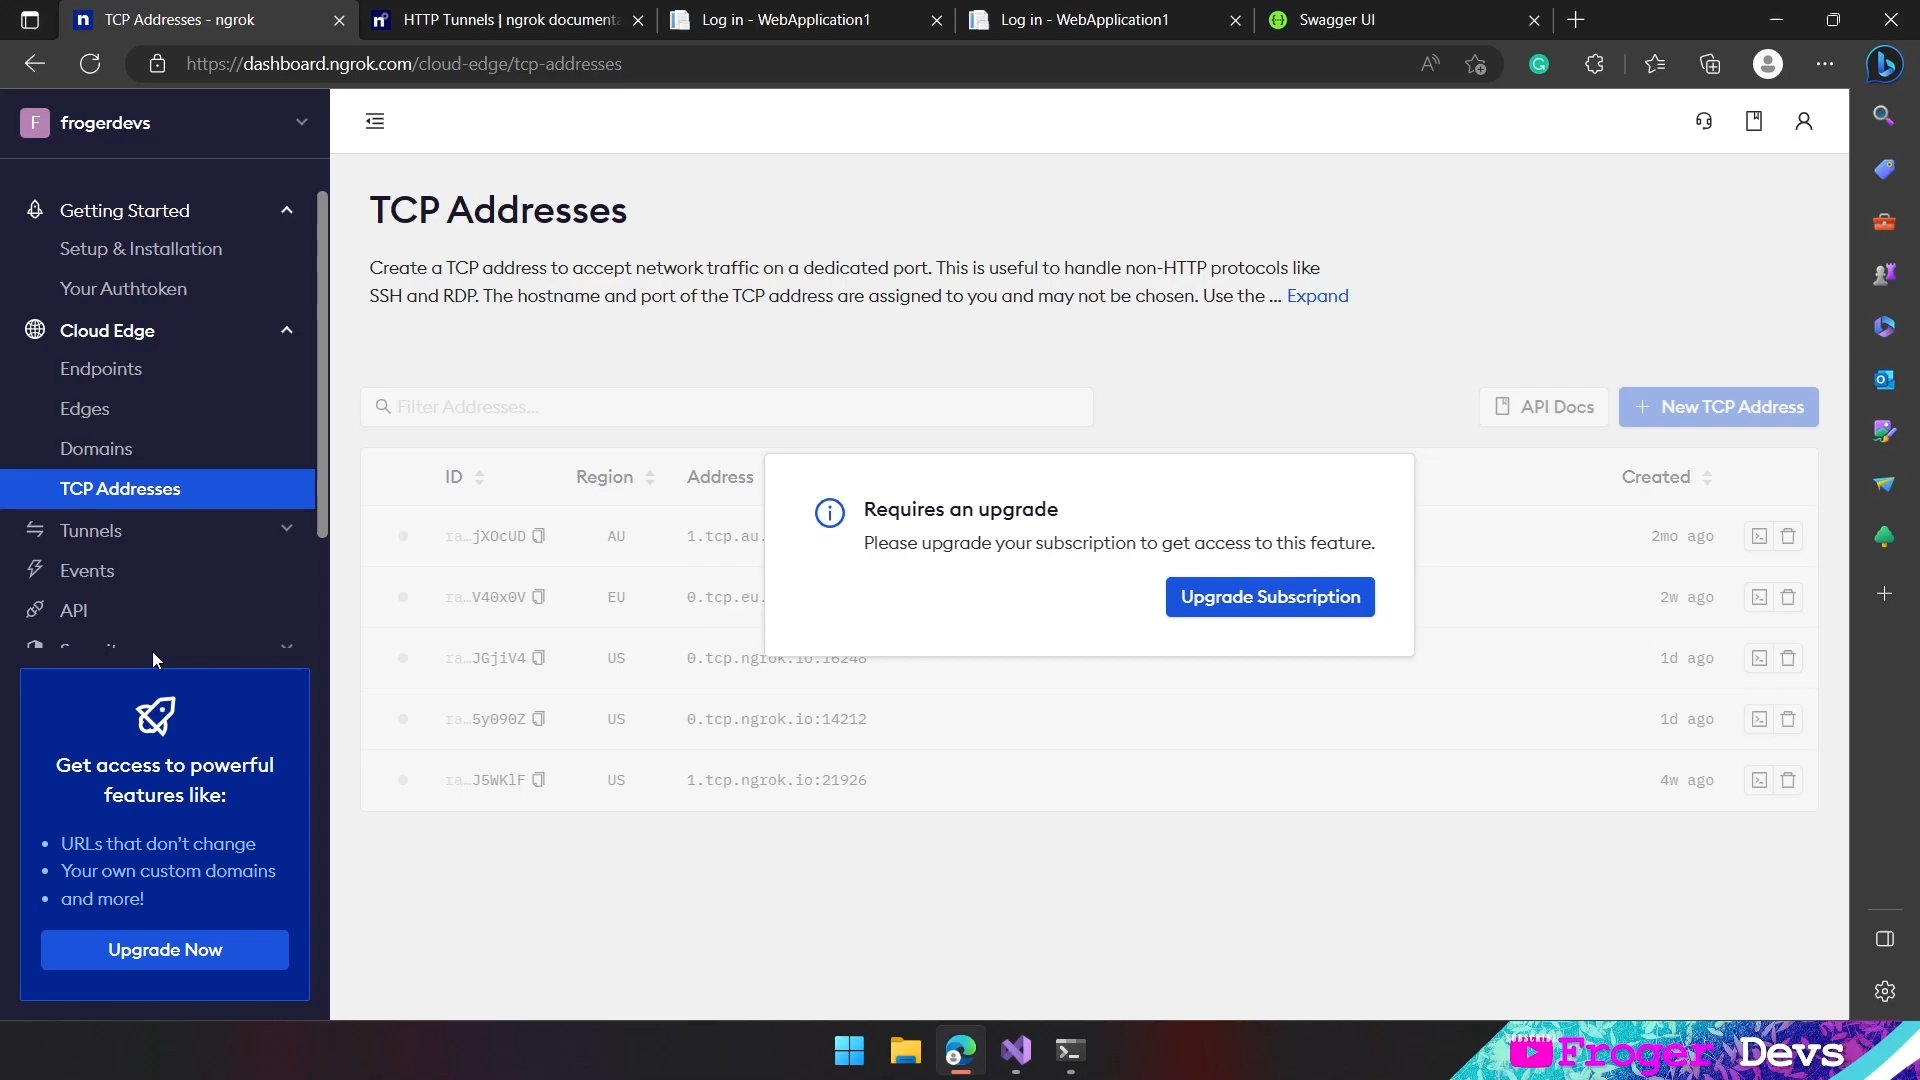 TCP Addresses - ngrok
HTTP Tunnels | ngrok documenta
Log in - WebApplication1
Log in - WebApplication1
Swagger UI
https://dashboard.ngrok.com/cloud-edge/tcp-addresses
F frogerdevs
Getting Started
Setup & Installation
Your Authtoken
Cloud Edge
Endpoints
Edges
Domains
TCP Addresses
Tunnels
Events
API
Get access to powerful
features like:
• URLs that don't change
• Your own custom domains
• and more!
Upgrade Now
TCP Addresses
Create a TCP address to accept network traffic on a dedicated port. This is useful to handle non-HTTP protocols like
SSH and RDP. The hostname and port of the TCP address are assigned to you and may not be chosen. Use the ... Expand
Filter Addresses...
API Docs
+ New TCP Address
ID Region Address Created
ra…jXOcUD AU 1.tcp.au. 2mo ago
ra…V40x0V EU 0.tcp.eu. 2w ago
ra…JGjiV4 US 0.tcp.ngrok.io:16248 1d ago
ra…5y090Z US 0.tcp.ngrok.io:14212 1d ago
ra…J5WKlF US 1.tcp.ngrok.io:21926 4w ago
Requires an upgrade
Please upgrade your subscription to get access to this feature.
Upgrade Subscription
SUBSCRIBE
Froger Devs